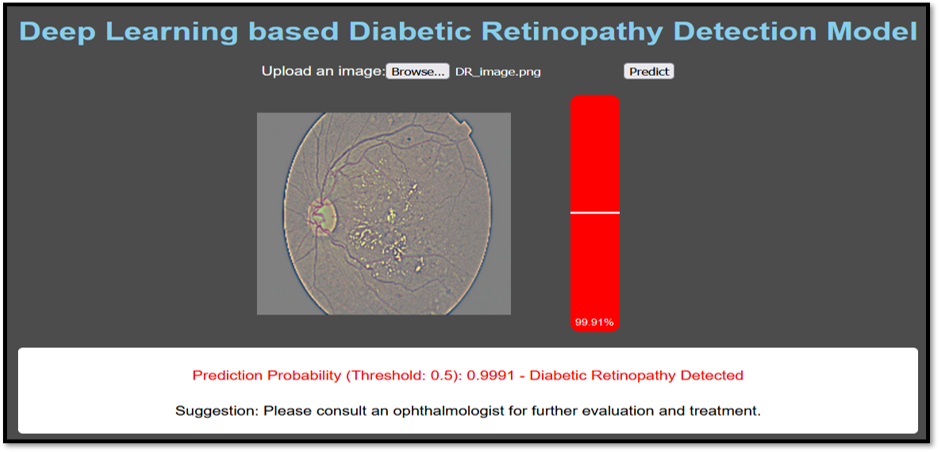 Deep Learning based Diabetic Retinopathy Detection Model
Upload an image: Browse... DR_image.png Predict
99.91%
Prediction Probability (Threshold: 0.5): 0.9991 - Diabetic Retinopathy Detected
Suggestion: Please consult an ophthalmologist for further evaluation and treatment.